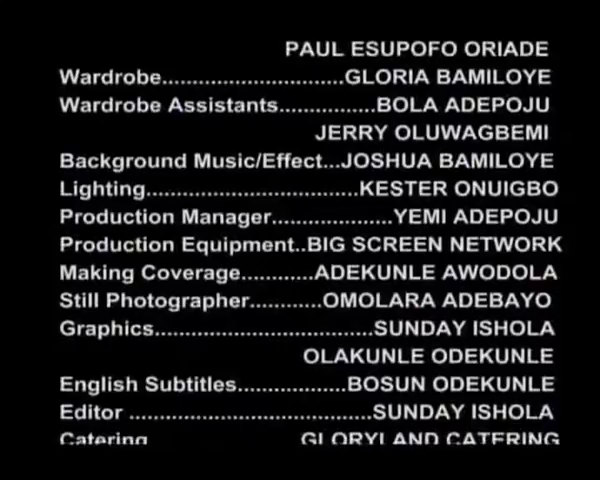 PAUL ESUPOFO ORIADE
Wardrobe............................GLORIA BAMILOYE
Wardrobe Assistants...............BOLA ADEPOJU
JERRY OLUWAGBEMI
Background Music/Effect...JOSHUA BAMILOYE
Lighting.................................KESTER ONUIGBO
Production Manager...................YEMI ADEPOJU
Production Equipment..BIG SCREEN NETWORK
Making Coverage...........ADEKUNLE AWODOLA
Still Photographer...........OMOLARA ADEBAYO
Graphics..................................SUNDAY ISHOLA
OLAKUNLE ODEKUNLE
English Subtitles.................BOSUN ODEKUNLE
Editor .....................................SUNDAY ISHOLA
Catering GLORYLAND CATERING